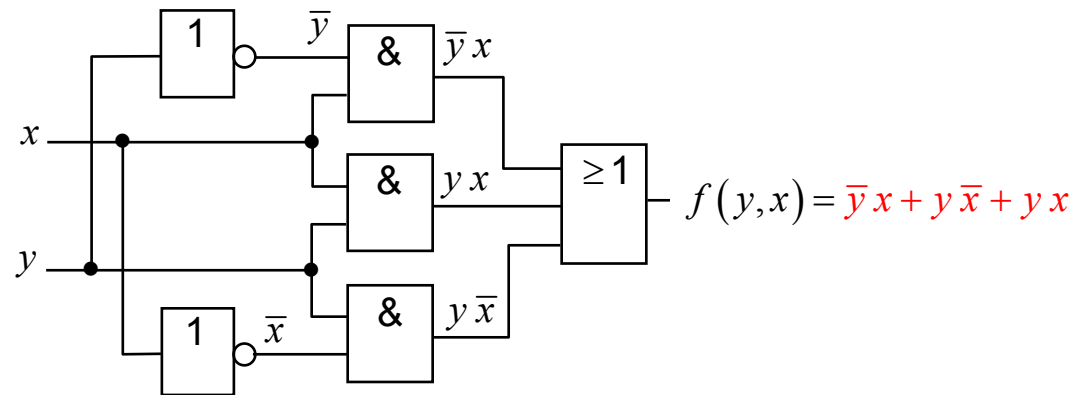 1
y̅
&
y̅ x
x
&
y x
≥ 1
f(y,x) = y̅ x + y x̅ + y x
y
1
x̅
&
y x̅